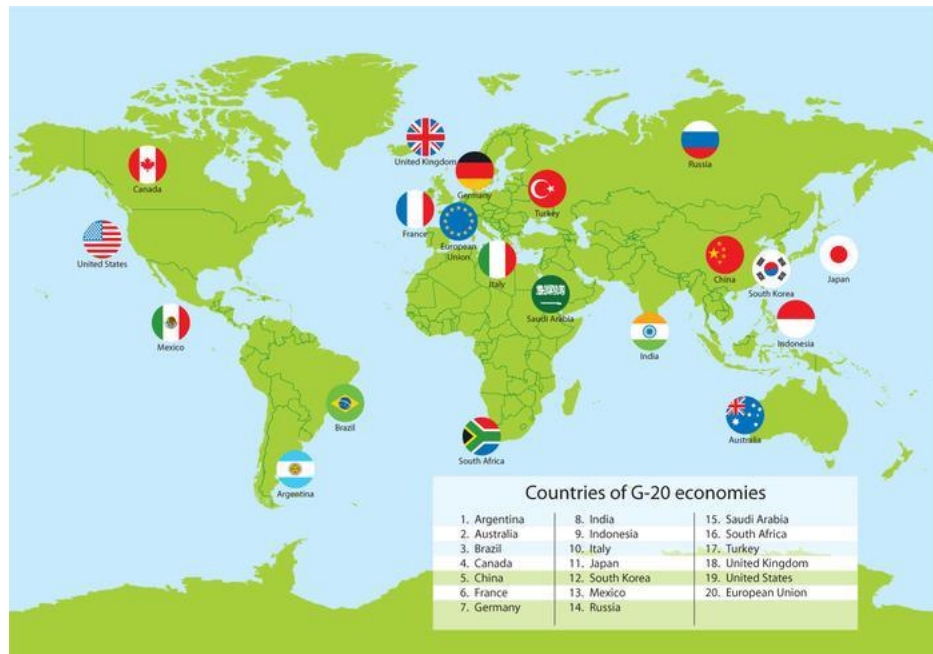 United Kingdom
Canada
Germany
Russia
Turkey
France
European
Union
United States
Italy
China
South Korea
Japan
Saudi Arabia
Mexico
India
Indonesia
Brazil
Australia
South Africa
Argentina
Countries of G-20 economies
1. Argentina
2. Australia
3. Brazil
4. Canada
5. China
6. France
7. Germany
8. India
9. Indonesia
10. Italy
11. Japan
12. South Korea
13. Mexico
14. Russia
15. Saudi Arabia
16. South Africa
17. Turkey
18. United Kingdom
19. United States
20. European Union